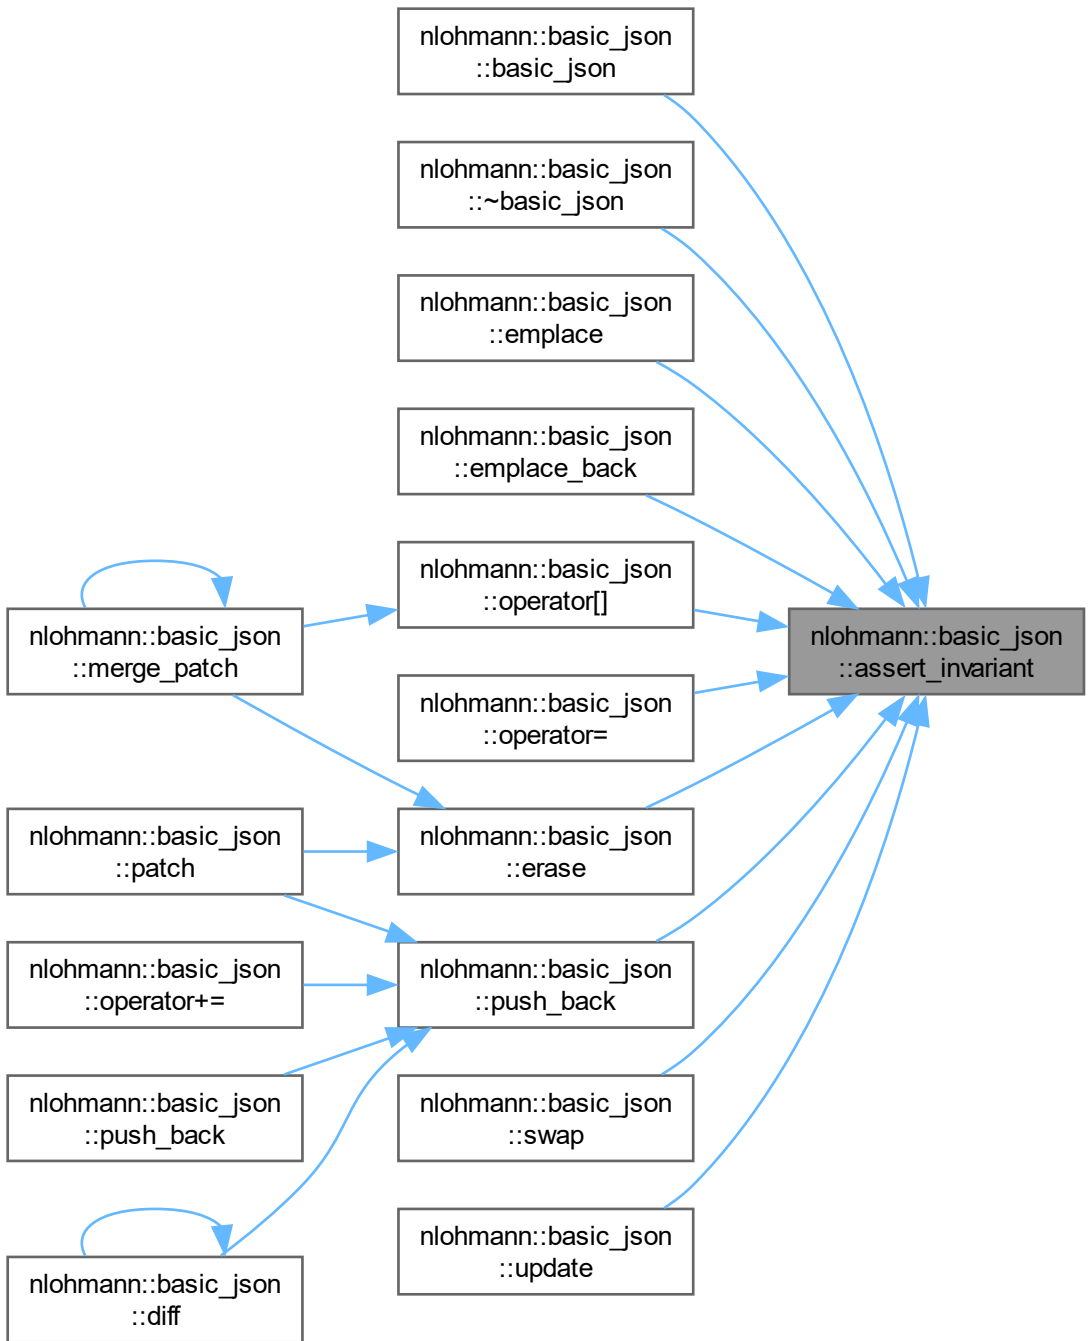 nlohmann::basic_json
::basic_json
nlohmann::basic_json
::~basic_json
nlohmann::basic_json
::emplace
nlohmann::basic_json
::emplace_back
nlohmann::basic_json
::operator[]
nlohmann::basic_json
::merge_patch
nlohmann::basic_json
::assert_invariant
nlohmann::basic_json
::operator=
nlohmann::basic_json
::patch
nlohmann::basic_json
::erase
nlohmann::basic_json
::operator+=
nlohmann::basic_json
::push_back
nlohmann::basic_json
::push_back
nlohmann::basic_json
::swap
nlohmann::basic_json
::diff
nlohmann::basic_json
::update